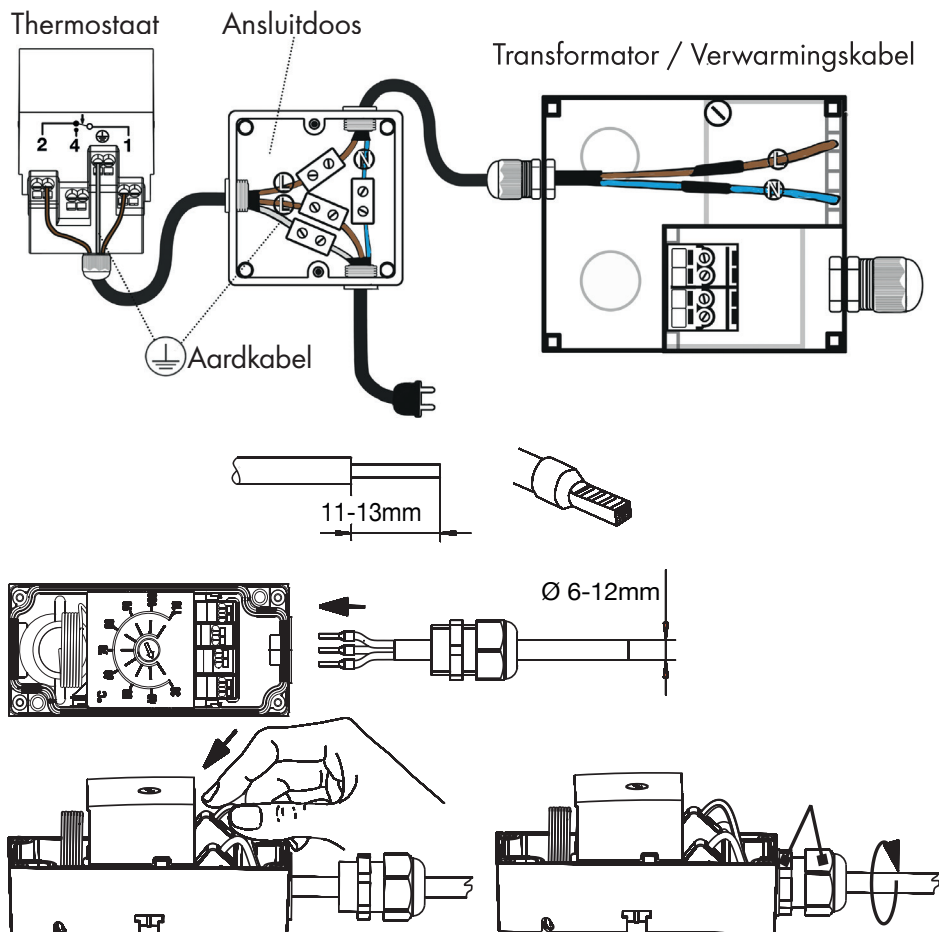 Thermostaat
Ansluitdoos
Transformator / Verwarmingskabel
2 4 1
L
L
N
L
N
Aardkabel
11-13mm
Ø 6-12mm
°C